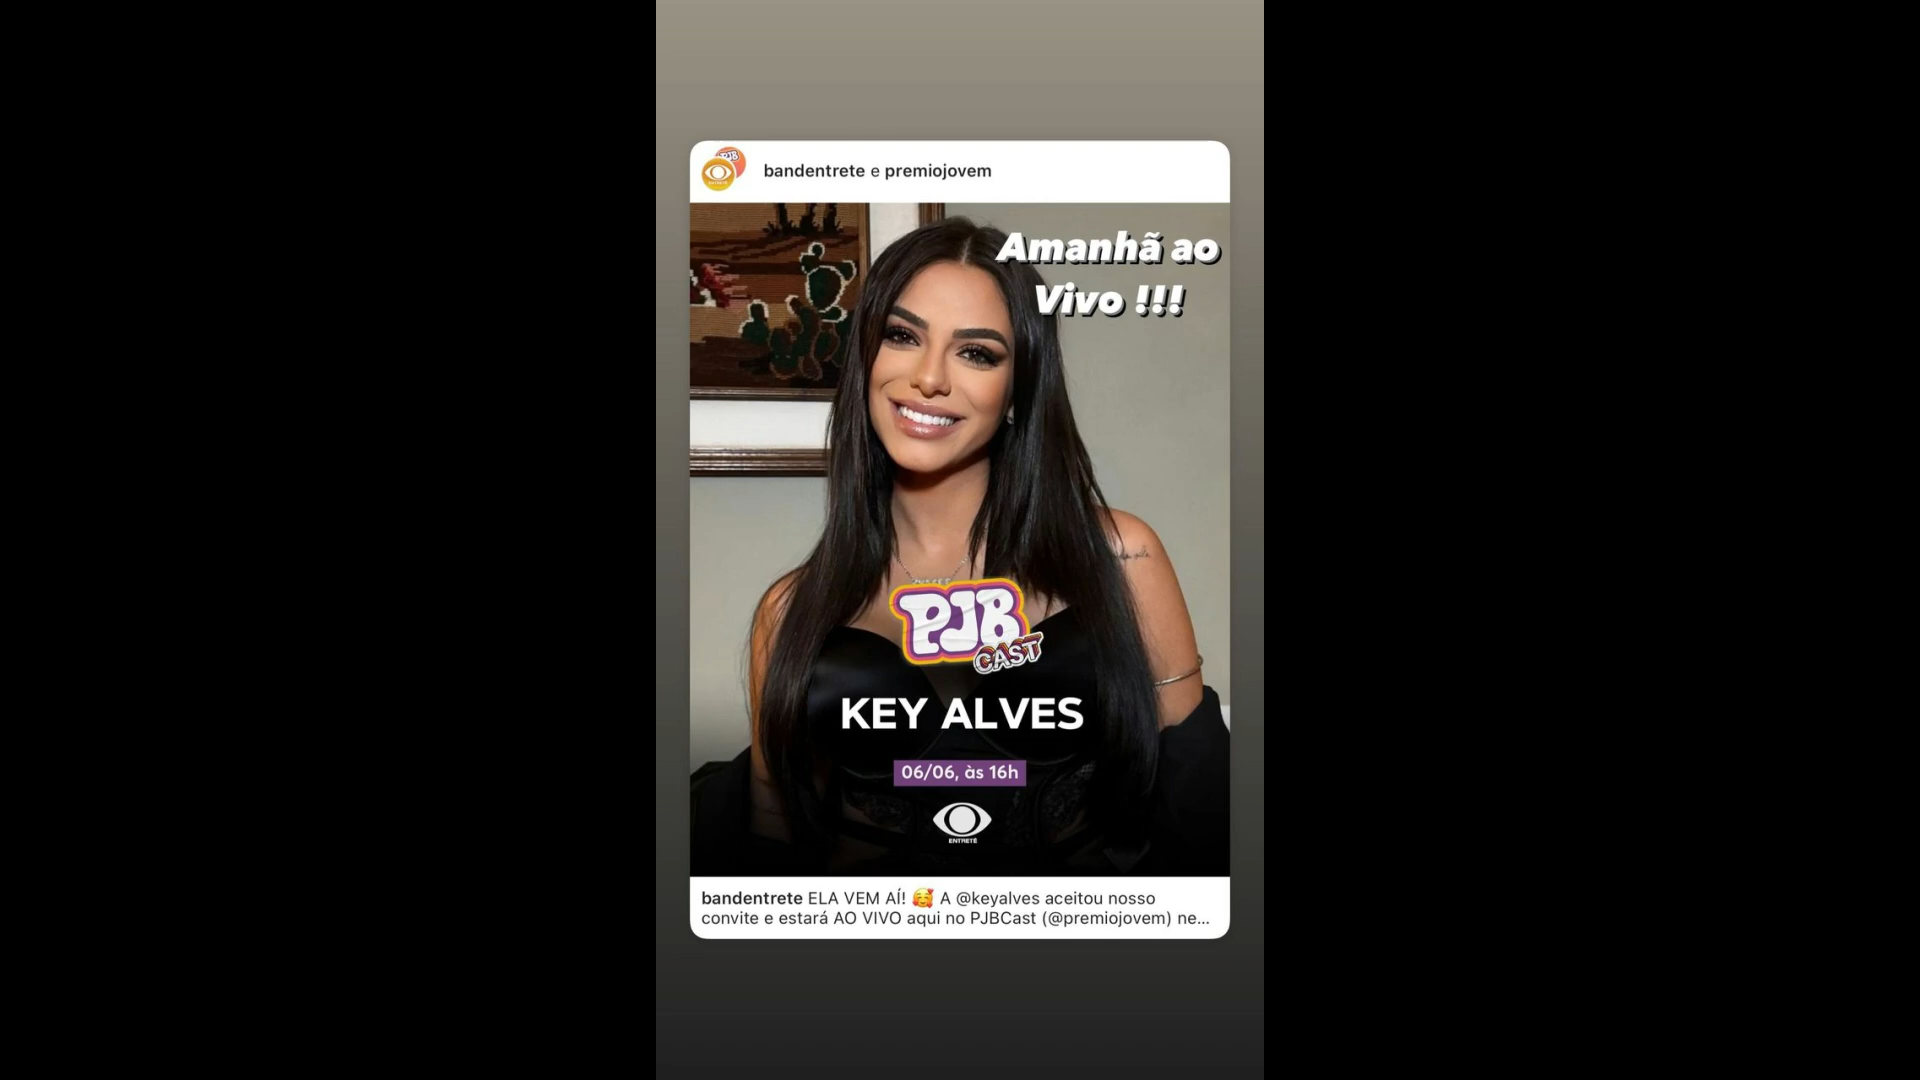 PJB
bandentrete e premiojovem
Amanhã ao
Vivo !!!
PJB
CAST
KEY ALVES
06/06, às 16h
ENTRETÊ
bandentrete ELA VEM AÍ! 🥰 A @keyalves aceitou nosso
convite e estará AO VIVO aqui no PJBCast (@premiojovem) ne...